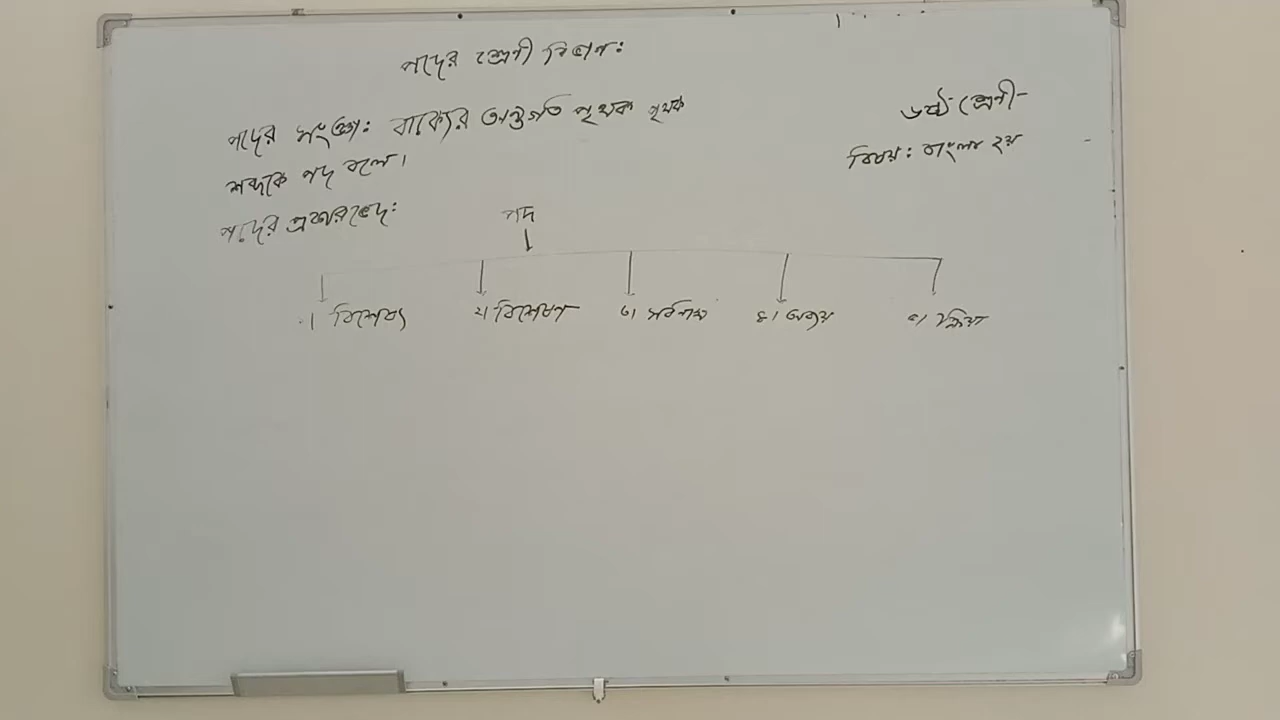 পদের শ্রেণী বিভাগ:
৬ষ্ঠ শ্রেণী
বিষয়: বাংলা ২য়
পদের সংজ্ঞা: বাক্যের অন্তর্গত পৃথক পৃথক
শব্দকে পদ বলে।
পদের প্রকারভেদ:
পদ
১। বিশেষ্য ২। বিশেষণ ৩। সর্বনাম ৪। অব্যয় ৫। ক্রিয়া